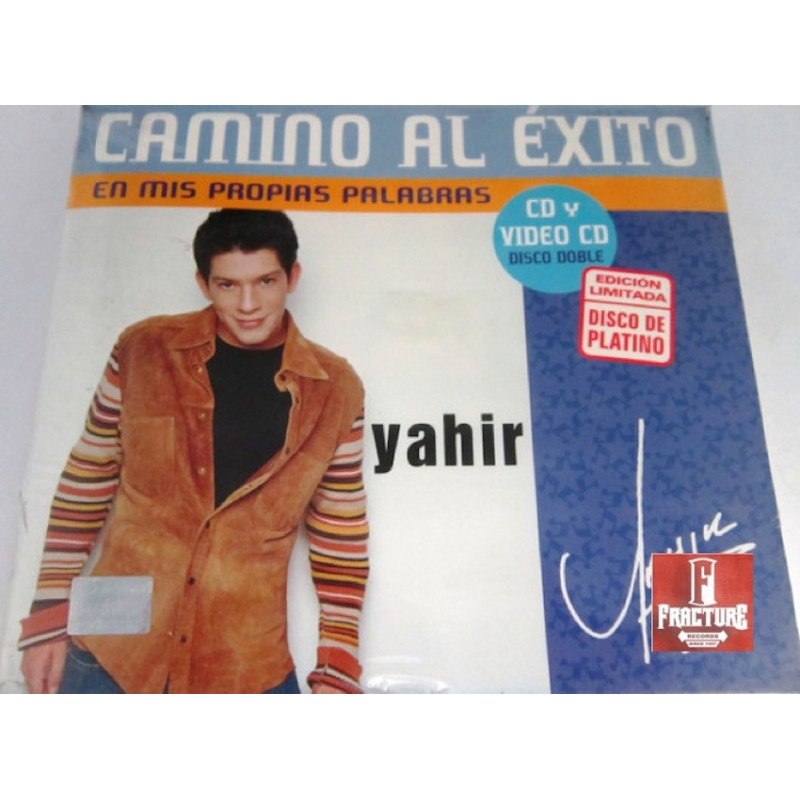 CAMINO AL ÉXITO
EN MIS PROPIAS PALABRAS
CD Y
VIDEO CD
DISCO DOBLE
EDICIÓN
LIMITADA
DISCO DE
PLATINO
yahir
Yahir
F
FRACTURE
RECORDS